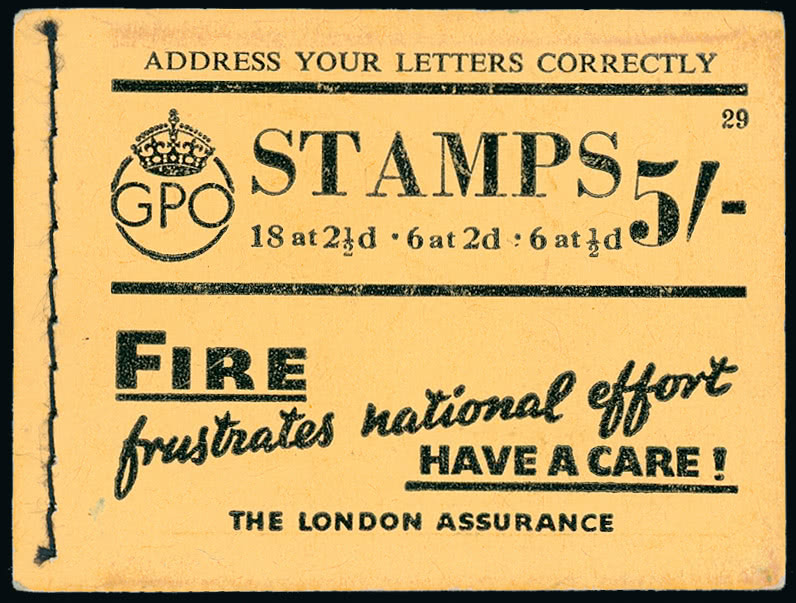 ADDRESS YOUR LETTERS CORRECTLY
29
GPO
STAMPS 5/-
18 at 2½d · 6 at 2d : 6 at ½d
FIRE
frustrates national effort
HAVE A CARE!
THE LONDON ASSURANCE